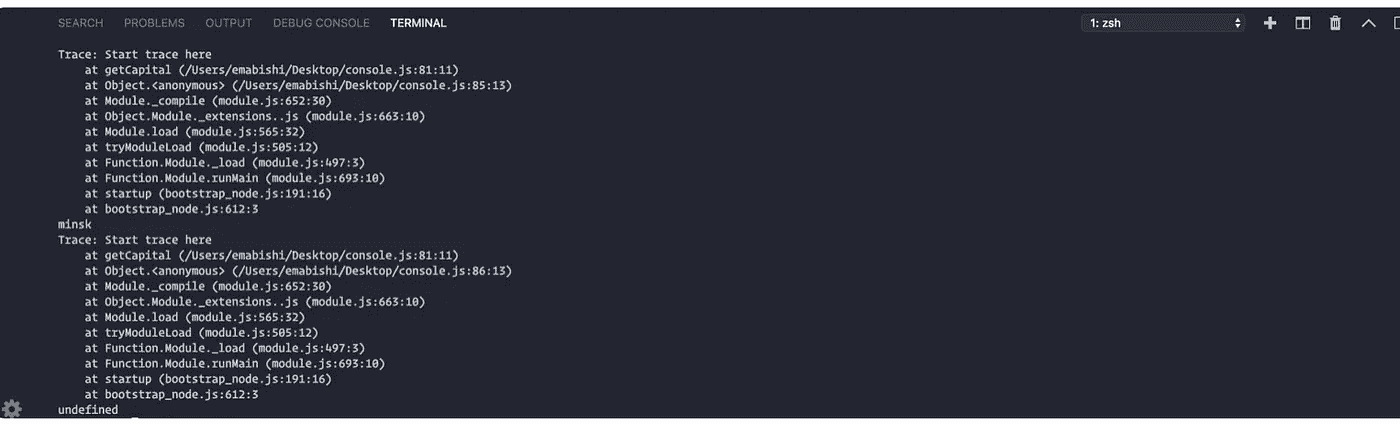 SEARCH PROBLEMS OUTPUT DEBUG CONSOLE TERMINAL 1: zsh
Trace: Start trace here
    at getCapital (/Users/emabishi/Desktop/console.js:81:11)
    at Object.<anonymous> (/Users/emabishi/Desktop/console.js:85:13)
    at Module._compile (module.js:652:30)
    at Object.Module._extensions..js (module.js:663:10)
    at Module.load (module.js:565:32)
    at tryModuleLoad (module.js:505:12)
    at Function.Module._load (module.js:497:3)
    at Function.Module.runMain (module.js:693:10)
    at startup (bootstrap_node.js:191:16)
    at bootstrap_node.js:612:3
minsk
Trace: Start trace here
    at getCapital (/Users/emabishi/Desktop/console.js:81:11)
    at Object.<anonymous> (/Users/emabishi/Desktop/console.js:86:13)
    at Module._compile (module.js:652:30)
    at Object.Module._extensions..js (module.js:663:10)
    at Module.load (module.js:565:32)
    at tryModuleLoad (module.js:505:12)
    at Function.Module._load (module.js:497:3)
    at Function.Module.runMain (module.js:693:10)
    at startup (bootstrap_node.js:191:16)
    at bootstrap_node.js:612:3
undefined